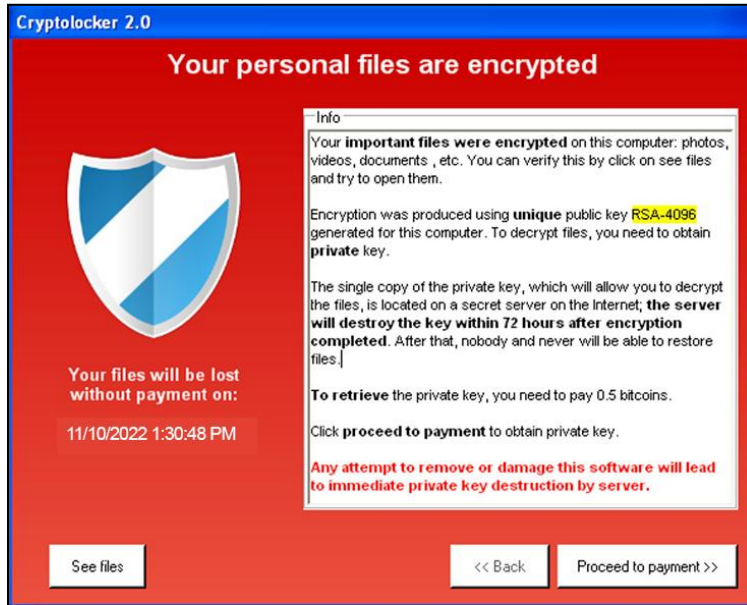 Cryptolocker 2.0
Your personal files are encrypted
Info
Your important files were encrypted on this computer: photos,
videos, documents , etc. You can verify this by click on see files
and try to open them.
Encryption was produced using unique public key RSA-4096
generated for this computer. To decrypt files, you need to obtain
private key.
The single copy of the private key, which will allow you to decrypt
the files, is located on a secret server on the Internet; the server
will destroy the key within 72 hours after encryption
completed. After that, nobody and never will be able to restore
files.
To retrieve the private key, you need to pay 0.5 bitcoins.
Click proceed to payment to obtain private key.
Any attempt to remove or damage this software will lead
to immediate private key destruction by server.
Your files will be lost
without payment on:
11/10/2022 1:30:48 PM
See files
<< Back
Proceed to payment >>